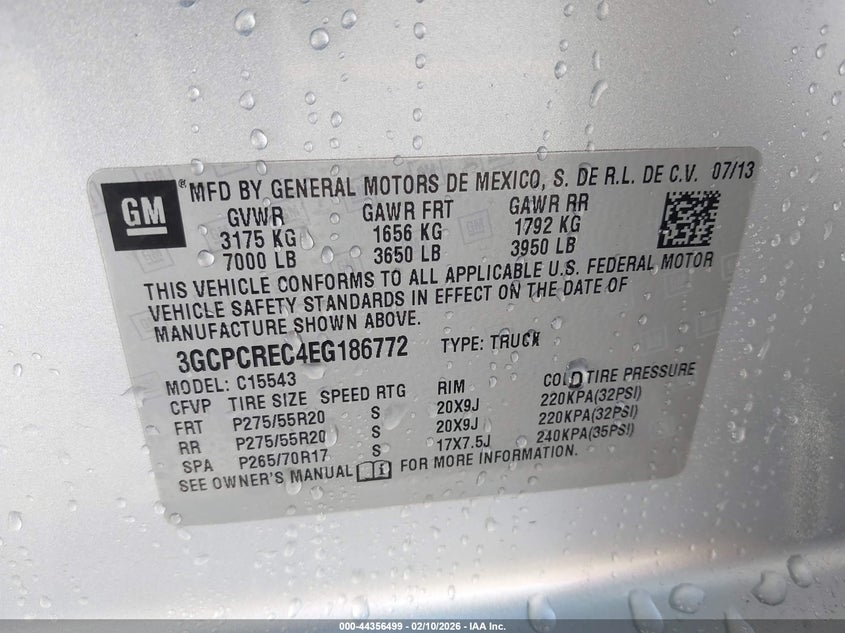 GM ® MFD BY GENERAL MOTORS DE MEXICO, S. DE R.L. DE C.V. 07/13
GVWR GAWR FRT GAWR RR
3175 KG 1656 KG 1792 KG
7000 LB 3650 LB 3950 LB
THIS VEHICLE CONFORMS TO ALL APPLICABLE U.S. FEDERAL MOTOR
VEHICLE SAFETY STANDARDS IN EFFECT ON THE DATE OF
MANUFACTURE SHOWN ABOVE.
3GCPCREC4EG186772 TYPE: TRUCK
MODEL: C15543
CFVP TIRE SIZE SPEED RTG RIM COLD TIRE PRESSURE
FRT P275/55R20 S 20X9J 220KPA(32PSI)
RR P275/55R20 S 20X9J 220KPA(32PSI)
SPA P265/70R17 S 17X7.5J 240KPA(35PSI)
SEE OWNER'S MANUAL FOR MORE INFORMATION.
000-44356499 - 02/10/2026 - IAA Inc.